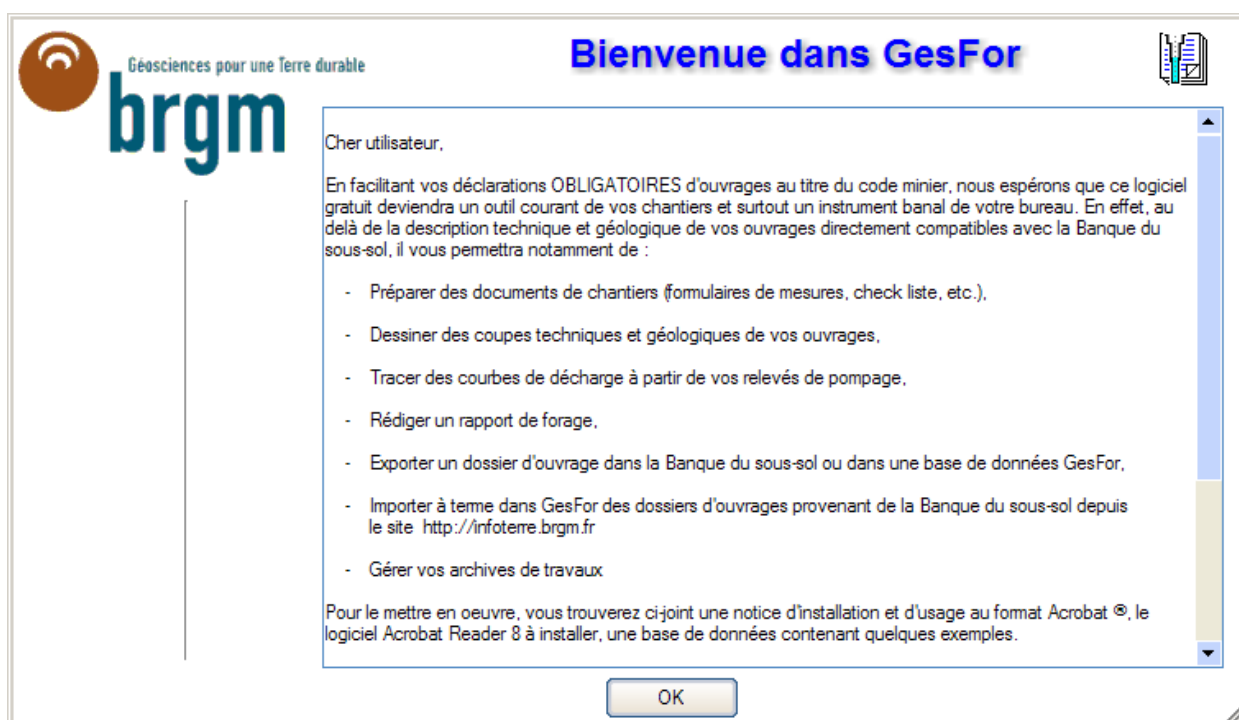 Géosciences pour une Terre durable
brgm
Bienvenue dans GesFor
Cher utilisateur,
En facilitant vos déclarations OBLIGATOIRES d'ouvrages au titre du code minier, nous espérons que ce logiciel
gratuit deviendra un outil courant de vos chantiers et surtout un instrument banal de votre bureau. En effet, au
delà de la description technique et géologique de vos ouvrages directement compatibles avec la Banque du
sous-sol, il vous permettra notamment de :
- Préparer des documents de chantiers (formulaires de mesures, check liste, etc.),
- Dessiner des coupes techniques et géologiques de vos ouvrages,
- Tracer des courbes de décharge à partir de vos relevés de pompage,
- Rédiger un rapport de forage,
- Exporter un dossier d'ouvrage dans la Banque du sous-sol ou dans une base de données GesFor,
- Importer à terme dans GesFor des dossiers d'ouvrages provenant de la Banque du sous-sol depuis
le site http://infoterre.brgm.fr
- Gérer vos archives de travaux
Pour le mettre en oeuvre, vous trouverez ci-joint une notice d'installation et d'usage au format Acrobat ®, le
logiciel Acrobat Reader 8 à installer, une base de données contenant quelques exemples.
OK